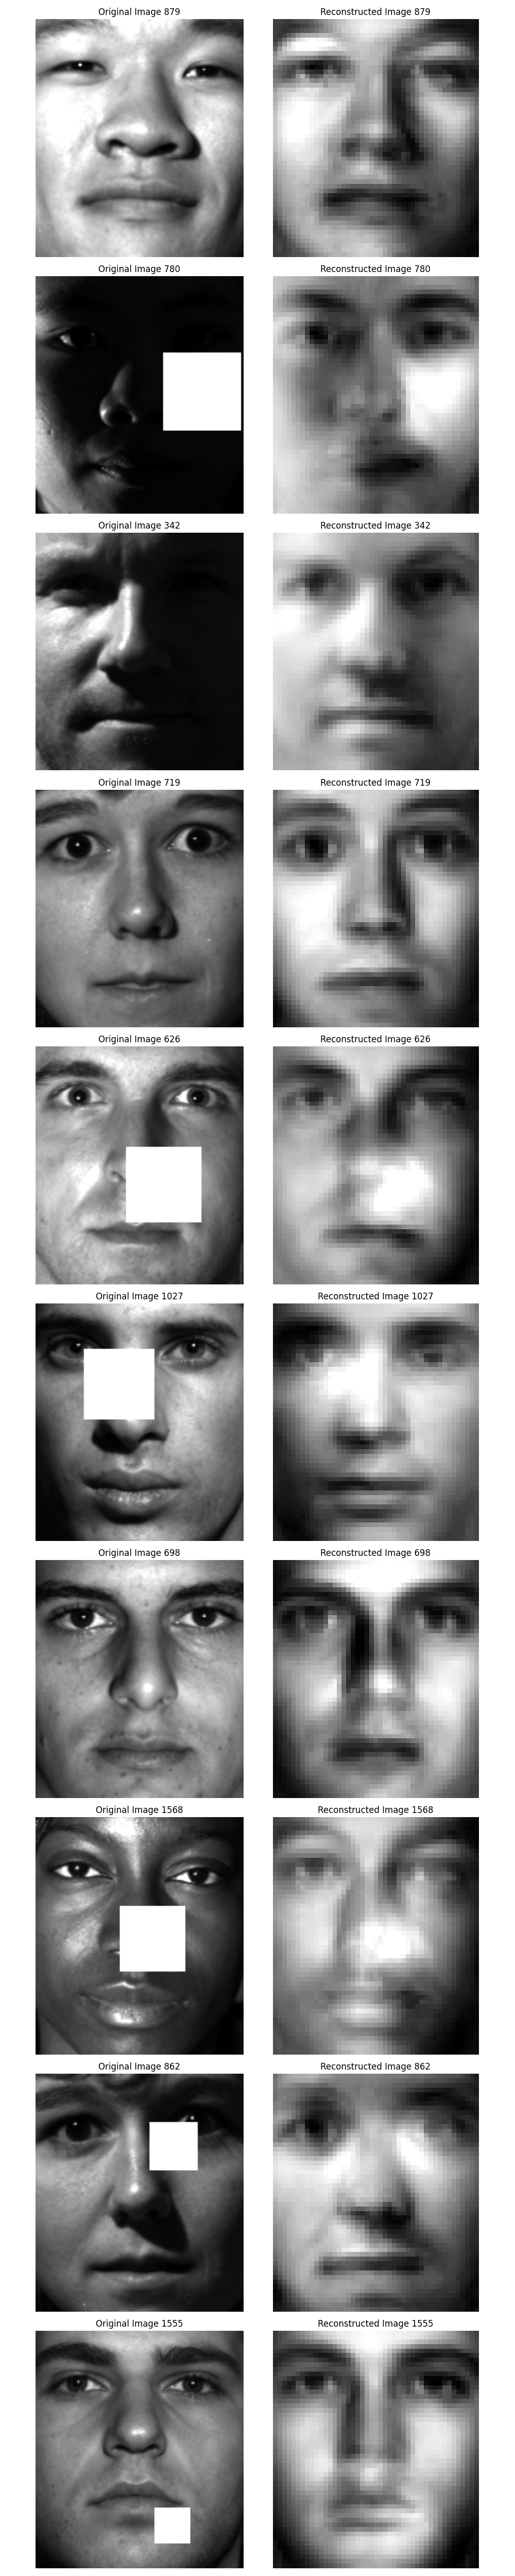 Original Image 879
Reconstructed Image 879
Original Image 780
Reconstructed Image 780
Original Image 342
Reconstructed Image 342
Original Image 719
Reconstructed Image 719
Original Image 626
Reconstructed Image 626
Original Image 1027
Reconstructed Image 1027
Original Image 698
Reconstructed Image 698
Original Image 1568
Reconstructed Image 1568
Original Image 862
Reconstructed Image 862
Original Image 1555
Reconstructed Image 1555